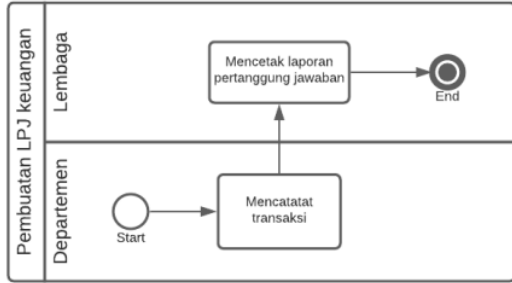 Pembuatan LPJ keuangan
Lembaga
Mencetak laporan
pertanggung jawaban
End
Departemen
Start
Mencatatat
transaksi